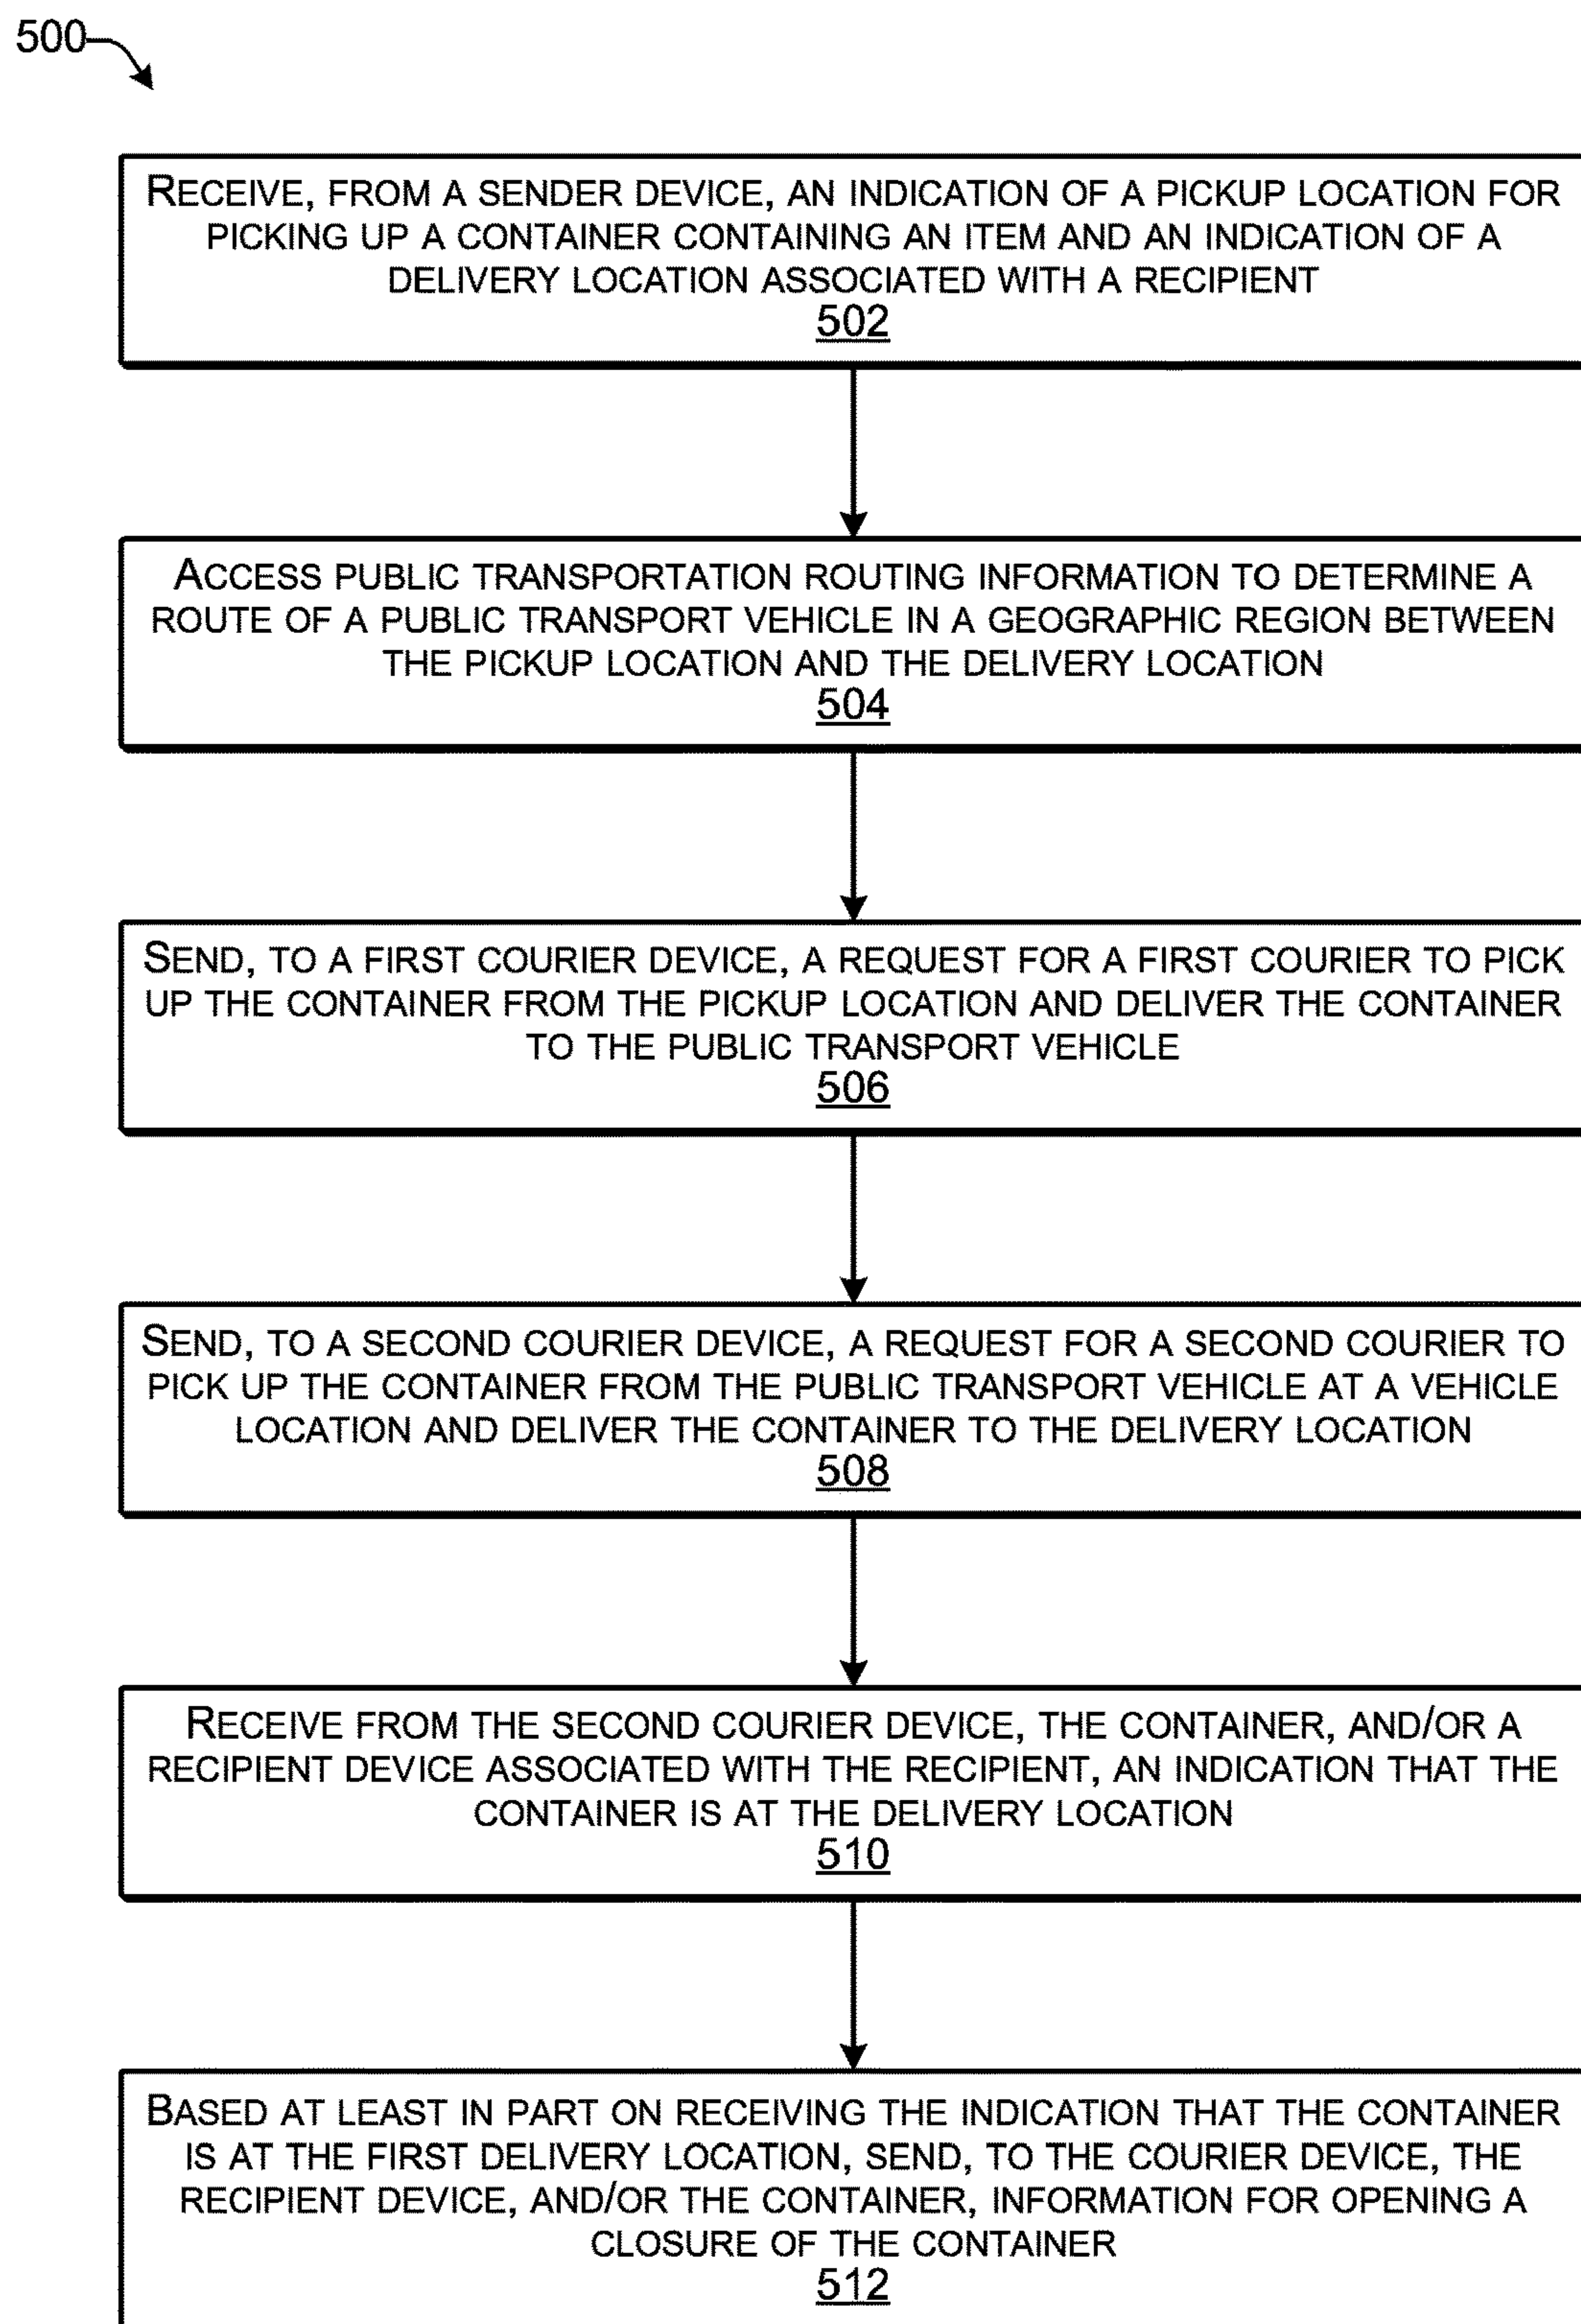 500
RECEIVE, FROM A SENDER DEVICE, AN INDICATION OF A PICKUP LOCATION FOR
PICKING UP A CONTAINER CONTAINING AN ITEM AND AN INDICATION OF A
DELIVERY LOCATION ASSOCIATED WITH A RECIPIENT
502
ACCESS PUBLIC TRANSPORTATION ROUTING INFORMATION TO DETERMINE A
ROUTE OF A PUBLIC TRANSPORT VEHICLE IN A GEOGRAPHIC REGION BETWEEN
THE PICKUP LOCATION AND THE DELIVERY LOCATION
504
SEND, TO A FIRST COURIER DEVICE, A REQUEST FOR A FIRST COURIER TO PICK
UP THE CONTAINER FROM THE PICKUP LOCATION AND DELIVER THE CONTAINER
TO THE PUBLIC TRANSPORT VEHICLE
506
SEND, TO A SECOND COURIER DEVICE, A REQUEST FOR A SECOND COURIER TO
PICK UP THE CONTAINER FROM THE PUBLIC TRANSPORT VEHICLE AT A VEHICLE
LOCATION AND DELIVER THE CONTAINER TO THE DELIVERY LOCATION
508
RECEIVE FROM THE SECOND COURIER DEVICE, THE CONTAINER, AND/OR A
RECIPIENT DEVICE ASSOCIATED WITH THE RECIPIENT, AN INDICATION THAT THE
CONTAINER IS AT THE DELIVERY LOCATION
510
BASED AT LEAST IN PART ON RECEIVING THE INDICATION THAT THE CONTAINER
IS AT THE FIRST DELIVERY LOCATION, SEND, TO THE COURIER DEVICE, THE
RECIPIENT DEVICE, AND/OR THE CONTAINER, INFORMATION FOR OPENING A
CLOSURE OF THE CONTAINER
512